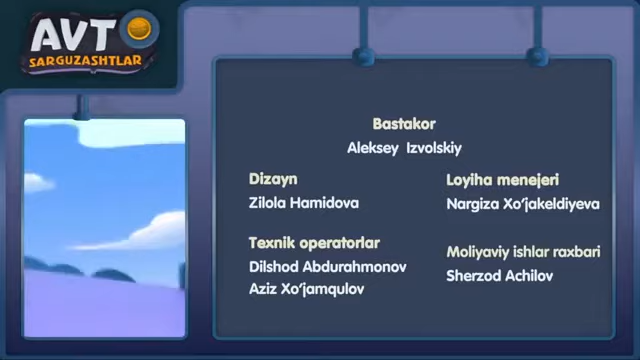 AVTO
SARGUZASHTLAR
Bastakor
Aleksey Izvolskiy
Dizayn
Zilola Hamidova
Texnik operatorlar
Dilshod Abdurahmonov
Aziz Xo'jamqulov
Loyiha menejeri
Nargiza Xo'jakeldiyeva
Moliyaviy ishlar raxbari
Sherzod Achilov